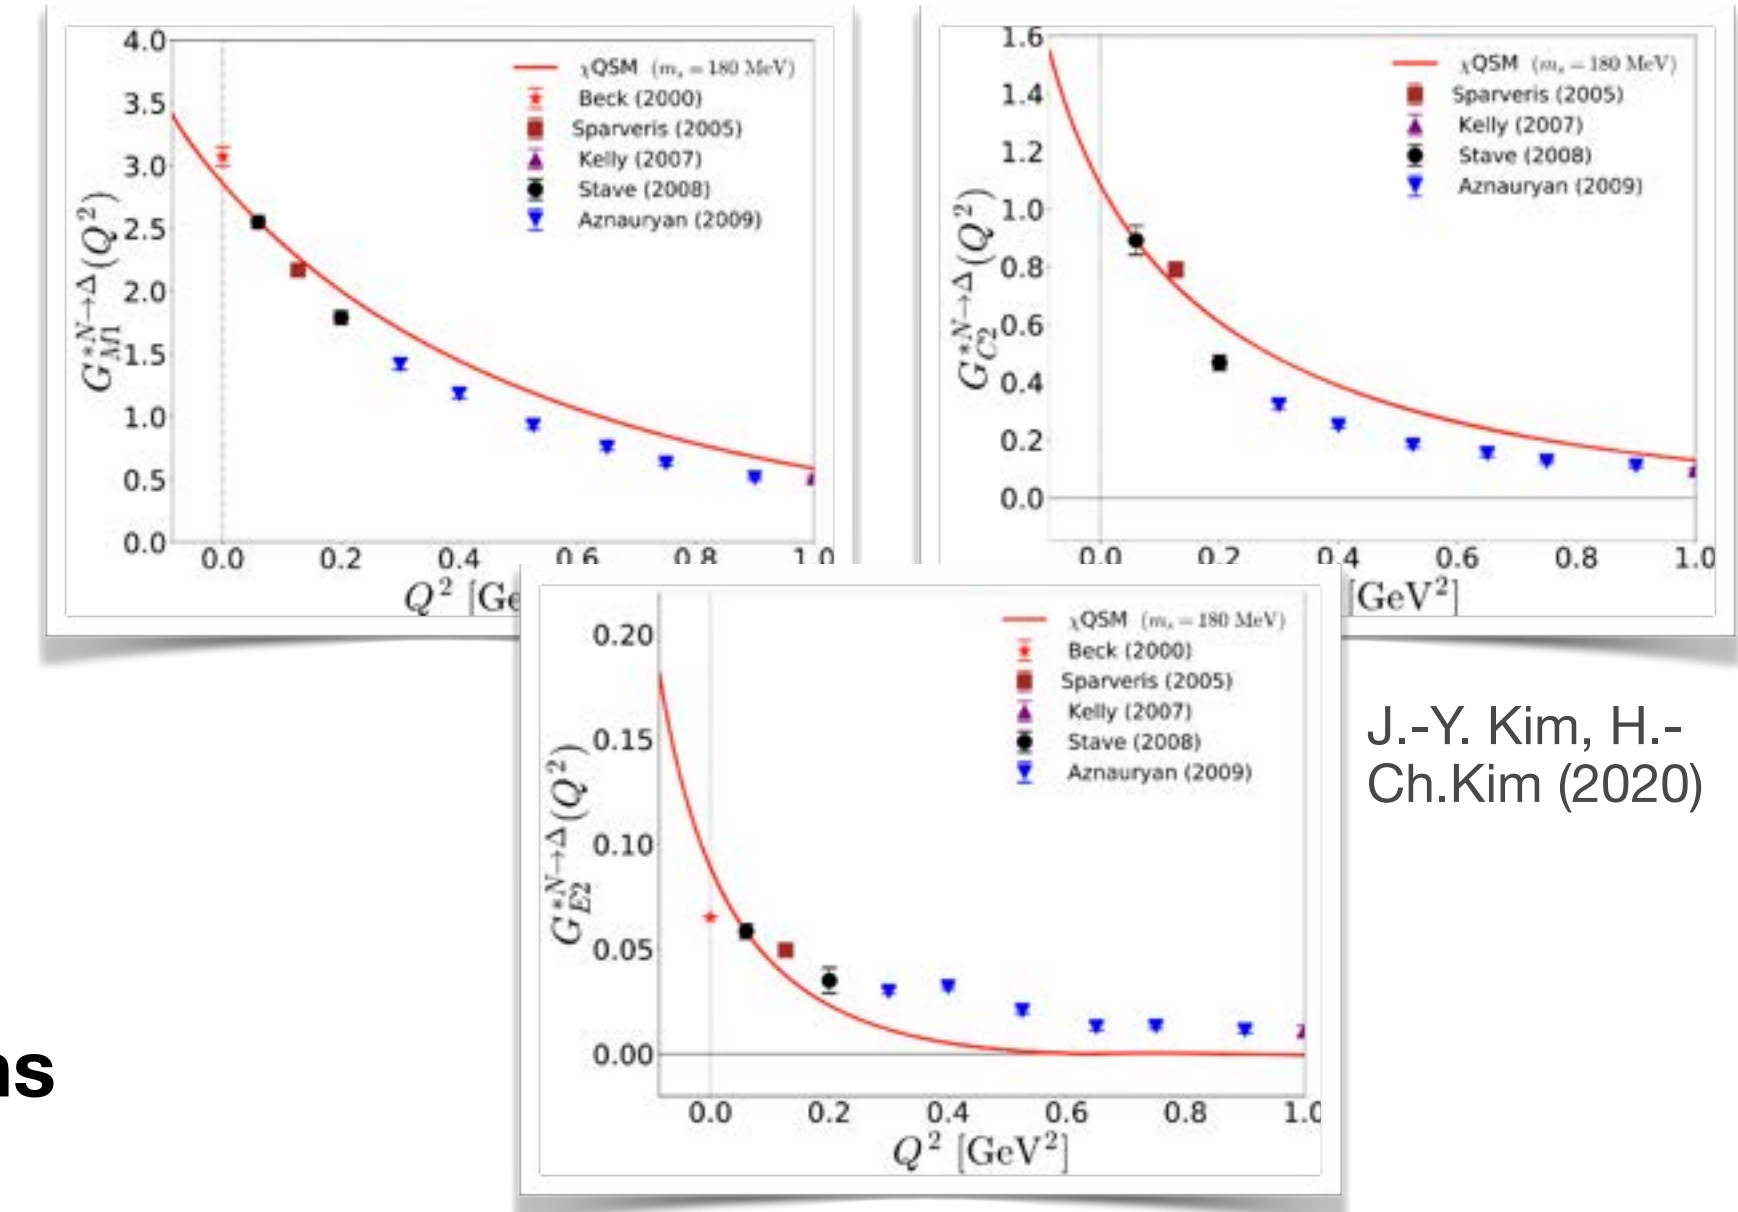 4.0
3.5
3.0
2.5
2.0
1.5
1.0
0.5
0.0
G*N→Δ M1 (Q²)
χQSM (mₛ = 180 MeV)
Beck (2000)
Sparveris (2005)
Kelly (2007)
Stave (2008)
Aznauryan (2009)
0.0 0.2 0.4 0.6 0.8 1.0
Q² [Ge
1.6
1.4
1.2
1.0
0.8
0.6
0.4
0.2
0.0
G*N→Δ C2 (Q²)
χQSM (mₛ = 180 MeV)
Sparveris (2005)
Kelly (2007)
Stave (2008)
Aznauryan (2009)
0.0 0.2 0.4 0.6 0.8 1.0
[GeV²]
0.20
0.15
0.10
0.05
0.00
G*N→Δ E2 (Q²)
χQSM (mₛ = 180 MeV)
Beck (2000)
Sparveris (2005)
Kelly (2007)
Stave (2008)
Aznauryan (2009)
0.0 0.2 0.4 0.6 0.8 1.0
Q² [GeV²]
J.-Y. Kim, H.-
Ch.Kim (2020)
ns